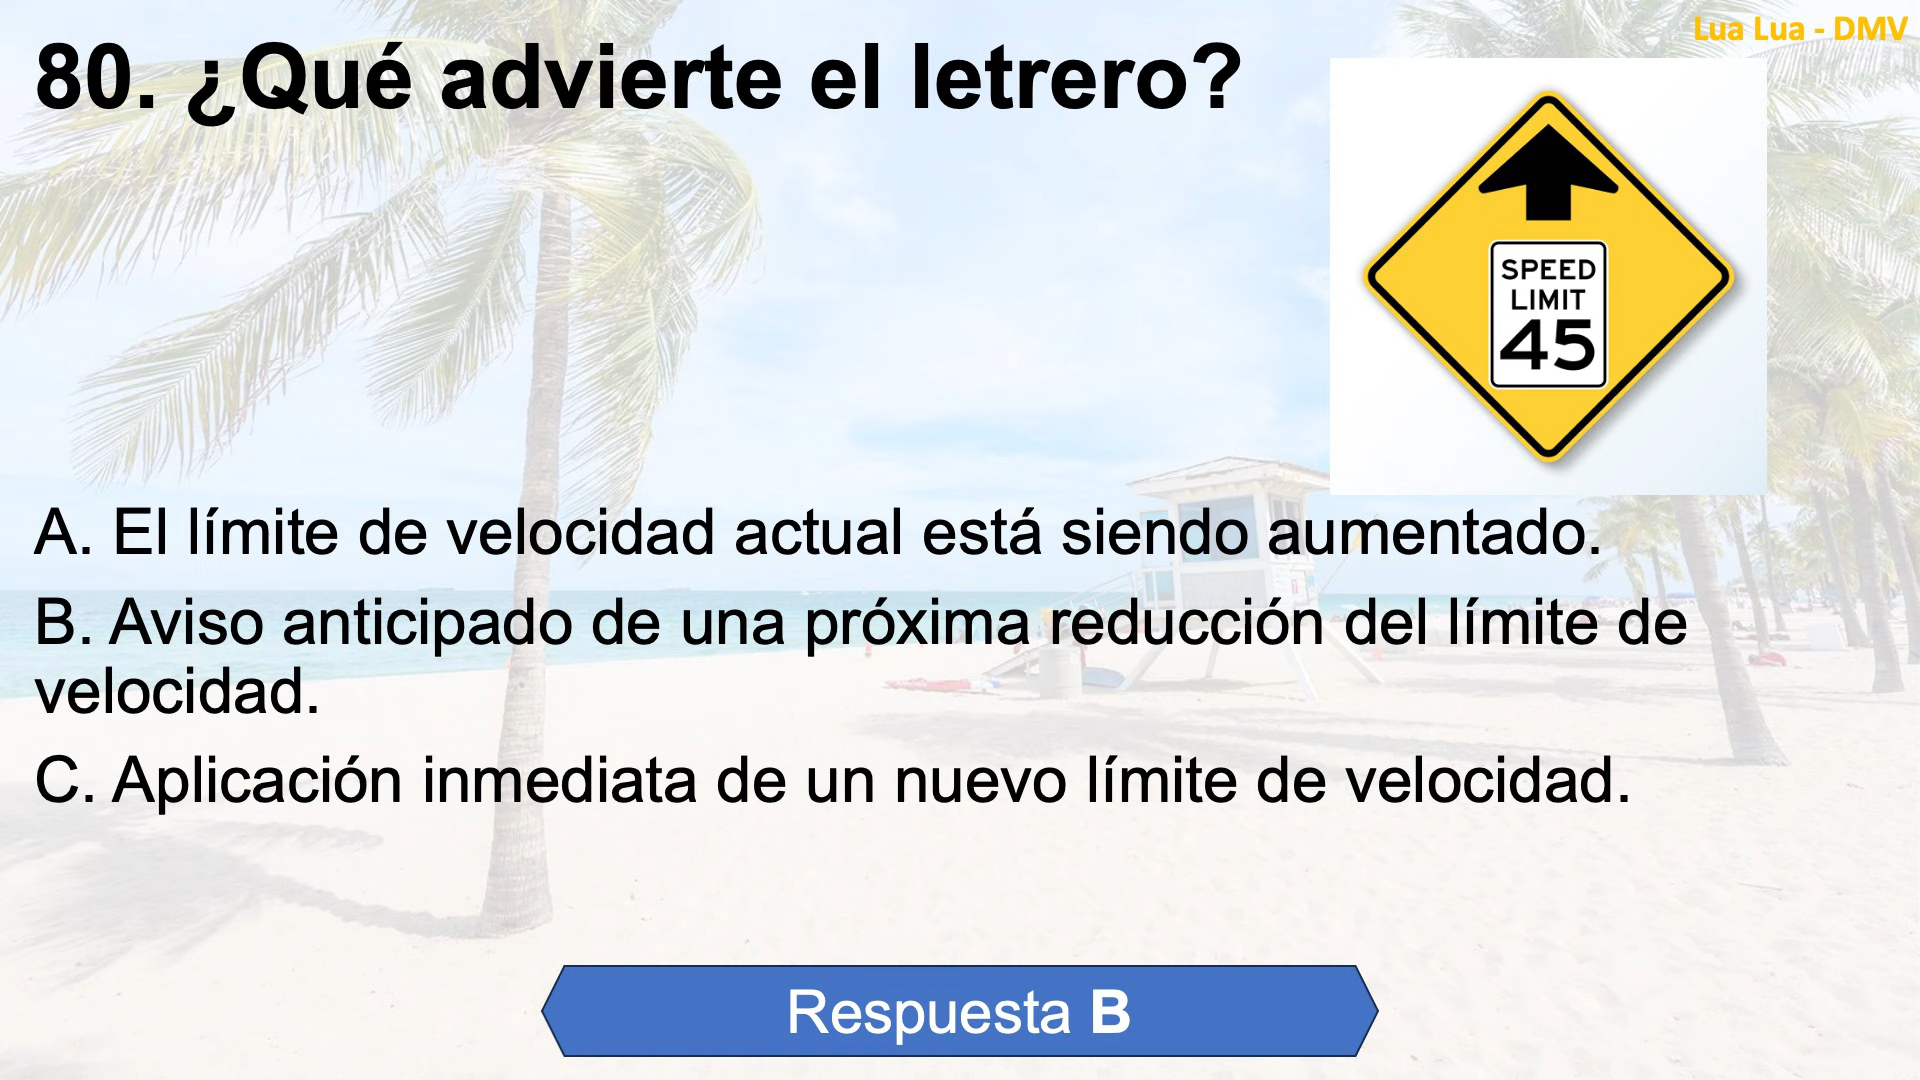 Lua Lua - DMV
80. ¿Qué advierte el letrero?
SPEED
LIMIT
45
A. El límite de velocidad actual está siendo aumentado.
B. Aviso anticipado de una próxima reducción del límite de
velocidad.
C. Aplicación inmediata de un nuevo límite de velocidad.
Respuesta B